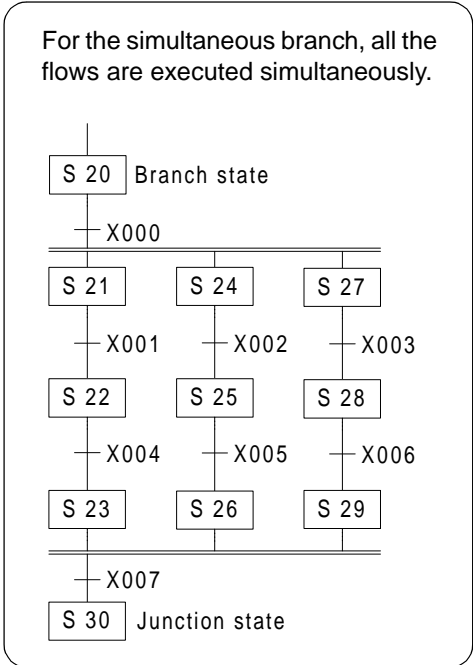 For the simultaneous branch, all the
flows are executed simultaneously.
S 20 Branch state
X000
S 21 S 24 S 27
X001 X002 X003
S 22 S 25 S 28
X004 X005 X006
S 23 S 26 S 29
X007
S 30 Junction state